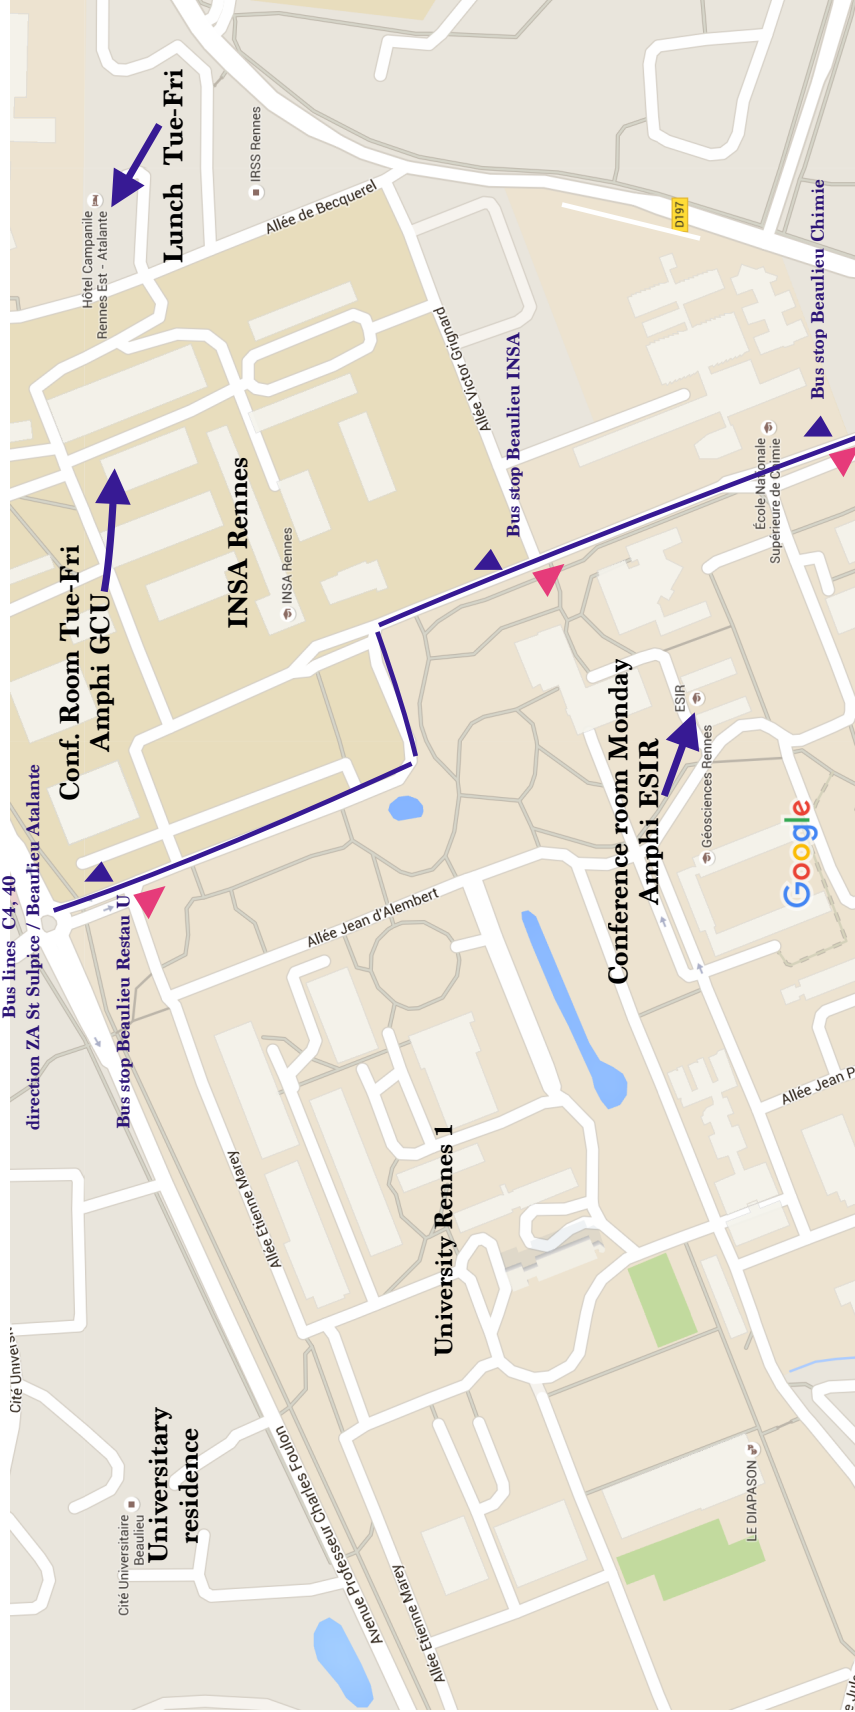 Bus lines C4, 40
direction ZA St Sulpice / Beaulieu Atalante
Cité Universi
Conf. Room Tue-Fri
Amphi GCU
Hôtel Campanile
Rennes Est - Atalante
Lunch Tue-Fri
Bus stop Beaulieu Restau U
Cité Universitaire
Beaulieu
Universitary
residence
INSA Rennes
IRSS Rennes
Allée Etienne Marey
INSA Rennes
Allée de Becquerel
Allée Jean d'Alembert
Avenue Professeur Charles Foulon
Allée Etienne Marey
University Rennes 1
Allée Victor Grignard
Bus stop Beaulieu INSA
Conference room Monday
Amphi ESIR
ESIR
D197
Géosciences Rennes
LE DIAPASON
École Nationale
Supérieure de Chimie
Google
Bus stop Beaulieu Chimie
Allée Jean P
e Jule